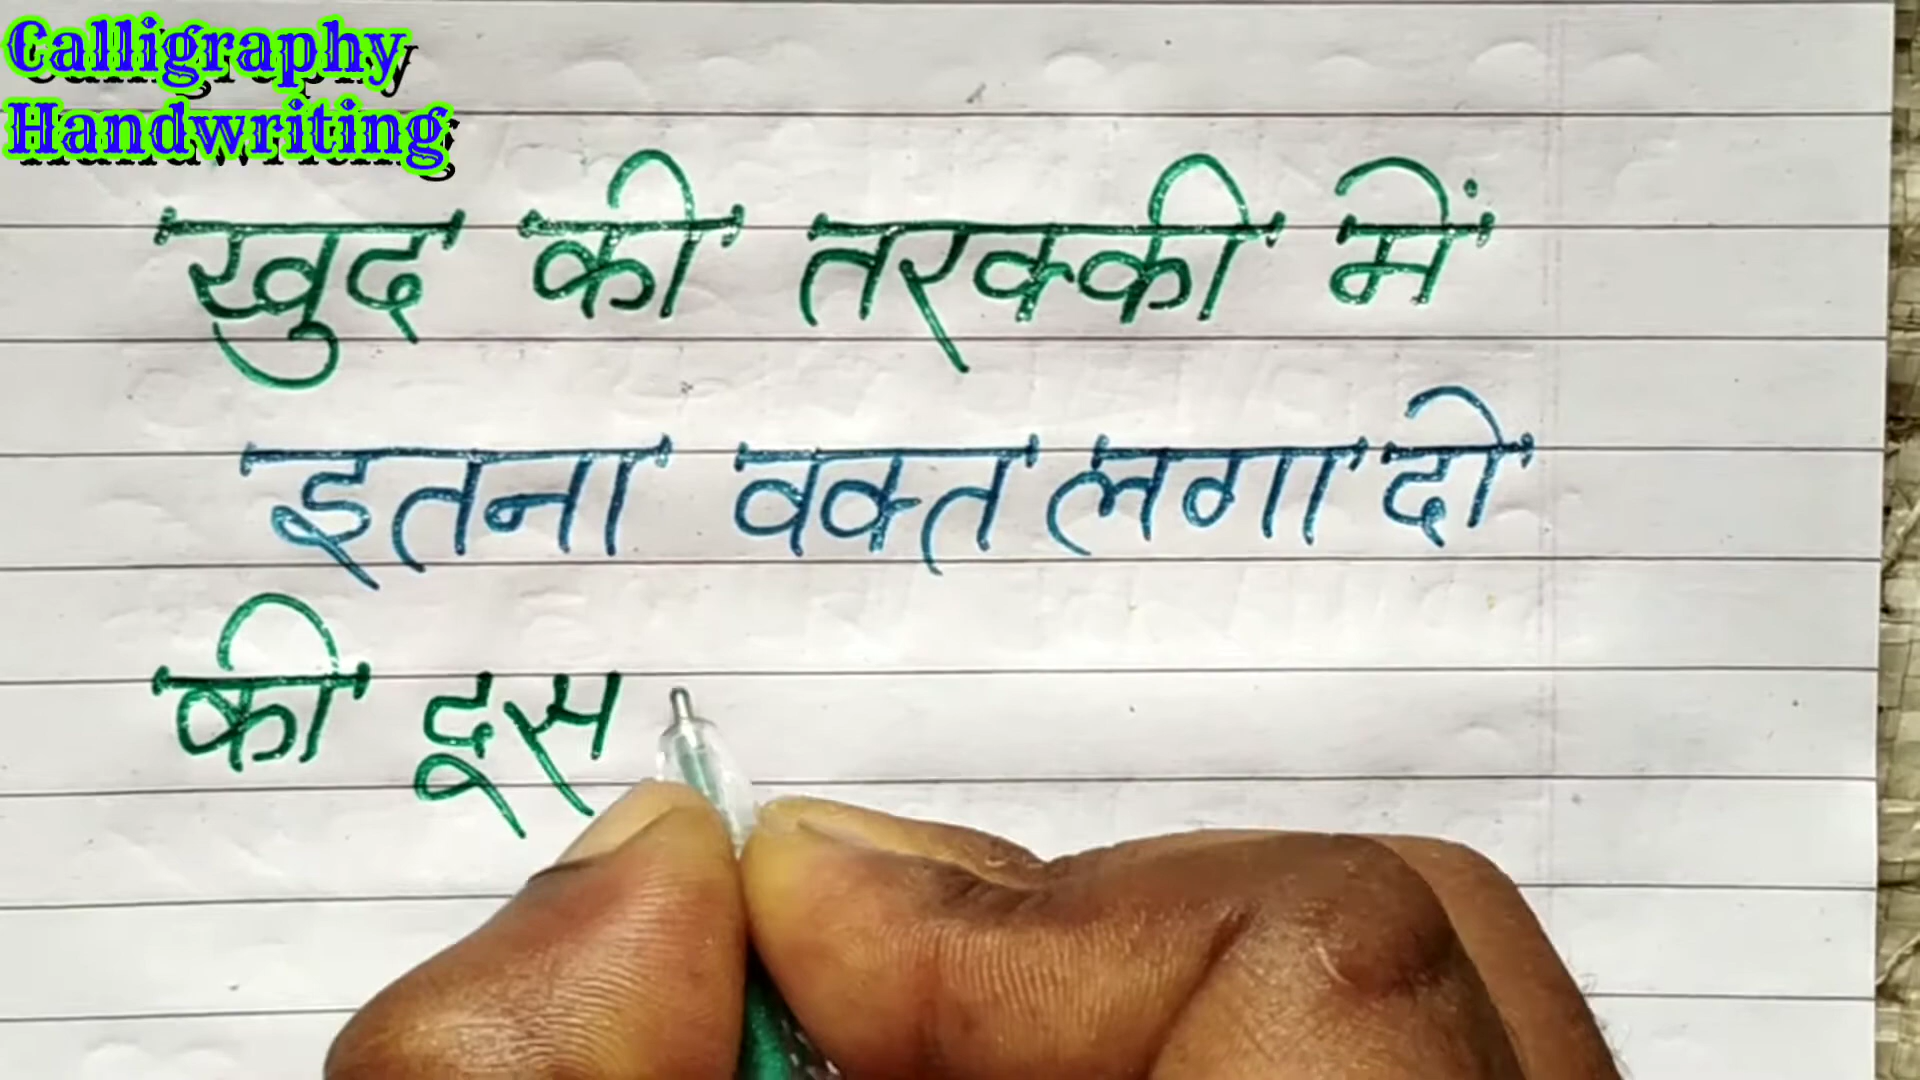 Calligraphy
Handwriting
खुद की तरक्की में
इतना वक्त लगा दो
की दूस